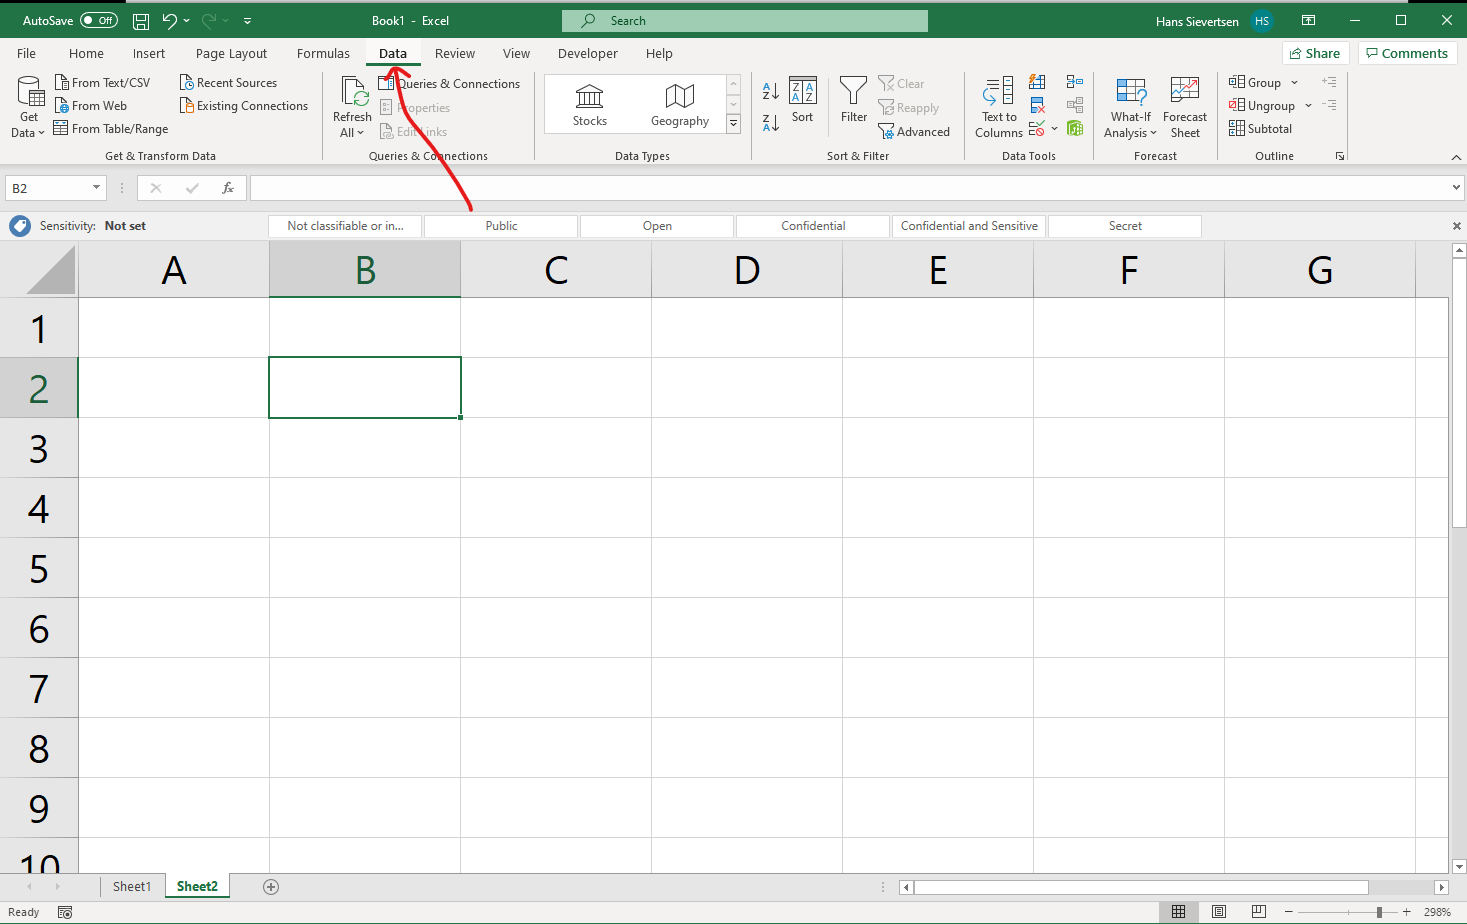 AutoSave Off Book1 - Excel Search Hans Sievertsen HS
File Home Insert Page Layout Formulas Data Review View Developer Help Share Comments
Get Data
From Text/CSV
From Web
From Table/Range
Recent Sources
Existing Connections
Get & Transform Data
Refresh All
Queries & Connections
Properties
Edit Links
Queries & Connections
Stocks Geography
Data Types
A Z
Z A
Z A A Z
Sort
Filter
Clear
Reapply
Advanced
Sort & Filter
Text to Columns
Data Tools
What-If Analysis
Forecast Sheet
Forecast
Group
Ungroup
Subtotal
Outline
B2 fx
Sensitivity: Not set Not classifiable or in... Public Open Confidential Confidential and Sensitive Secret
A B C D E F G
1
2
3
4
5
6
7
8
9
10
Sheet1 Sheet2
Ready 298%